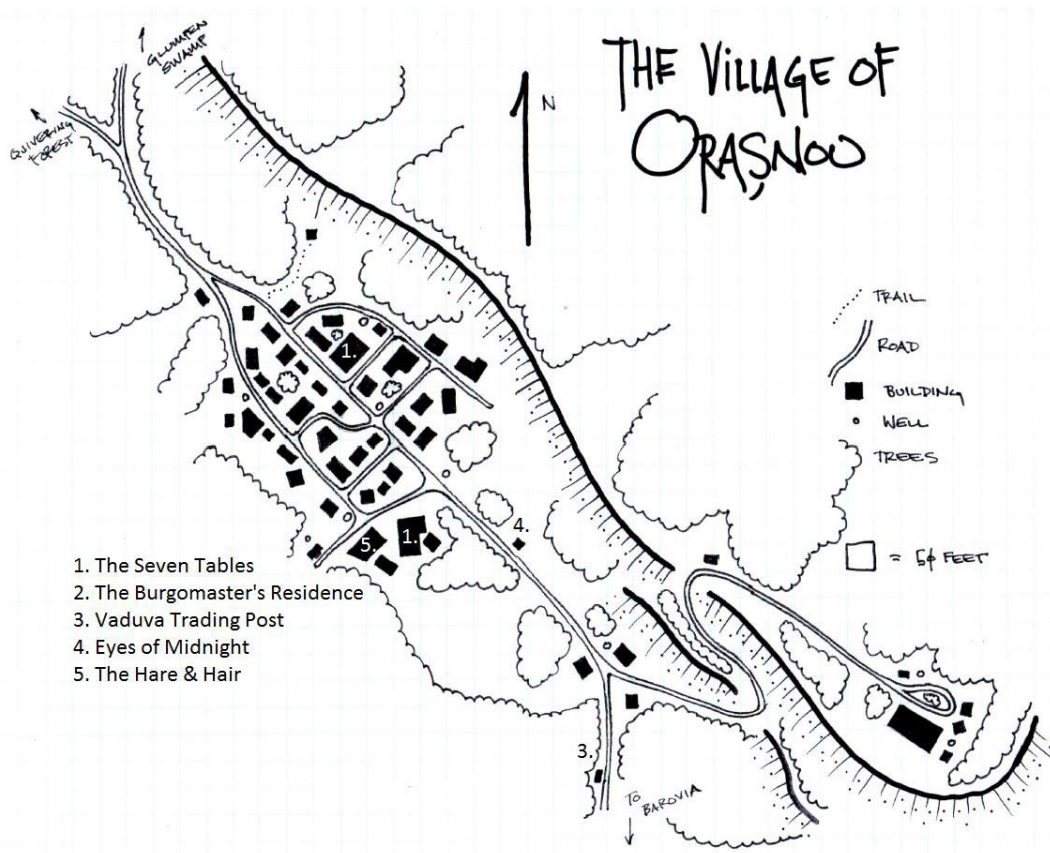 THE VILLAGE OF
ORAȘNOU
N
GLUMPEN
SWAMP
QUIVERING
FOREST
TRAIL
ROAD
BUILDING
WELL
TREES
= 50 FEET
1.
1.
5.
4.
3.
1. The Seven Tables
2. The Burgomaster's Residence
3. Vaduva Trading Post
4. Eyes of Midnight
5. The Hare & Hair
TO
BAROVIA